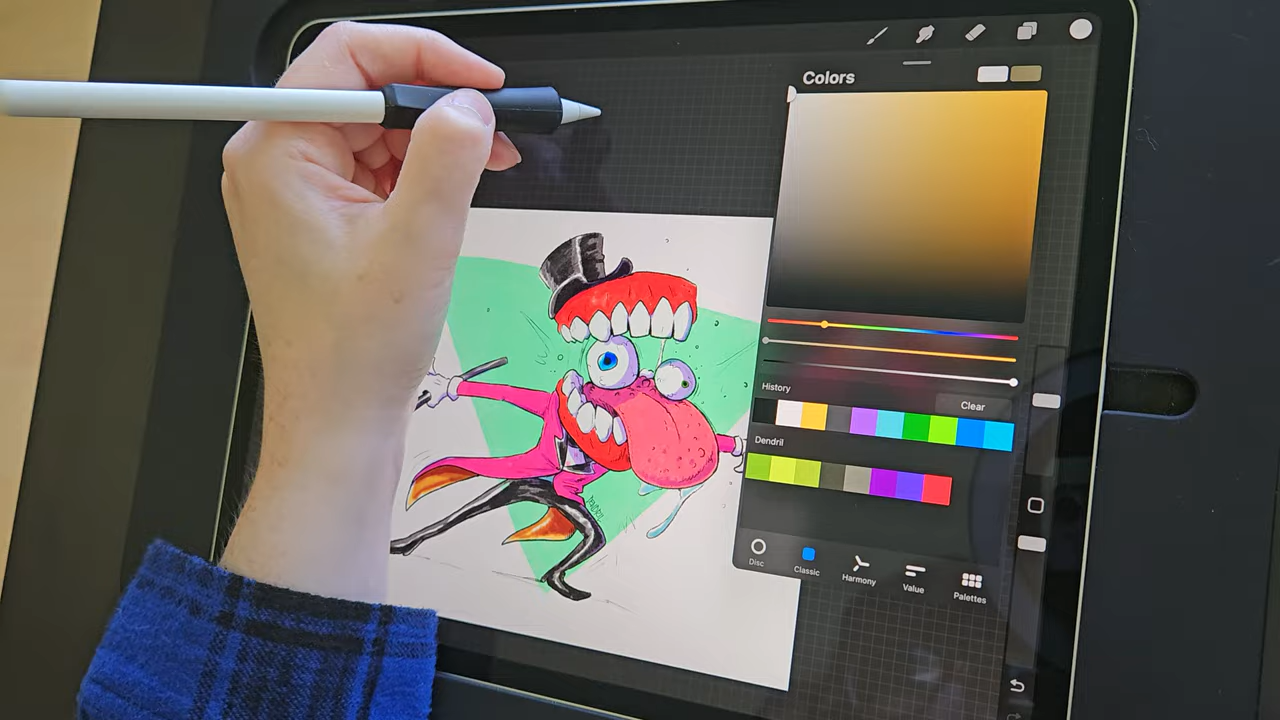 Colors
History
Clear
Dendril
Disc
Classic
Harmony
Value
Palettes